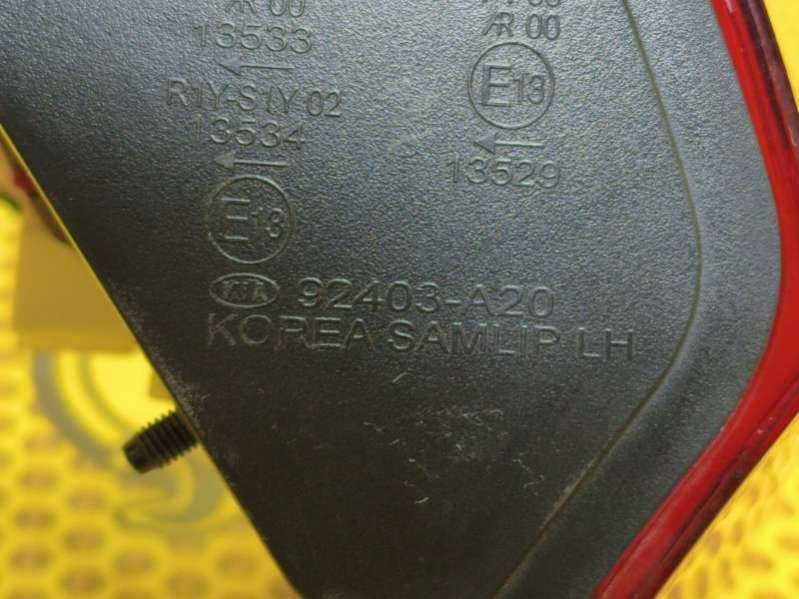 AR 00
13533
R1Y-S1Y 02
13534
E13
AR 00
E13
13529
KIA 92403-A20
KOREA SAMLIP LH